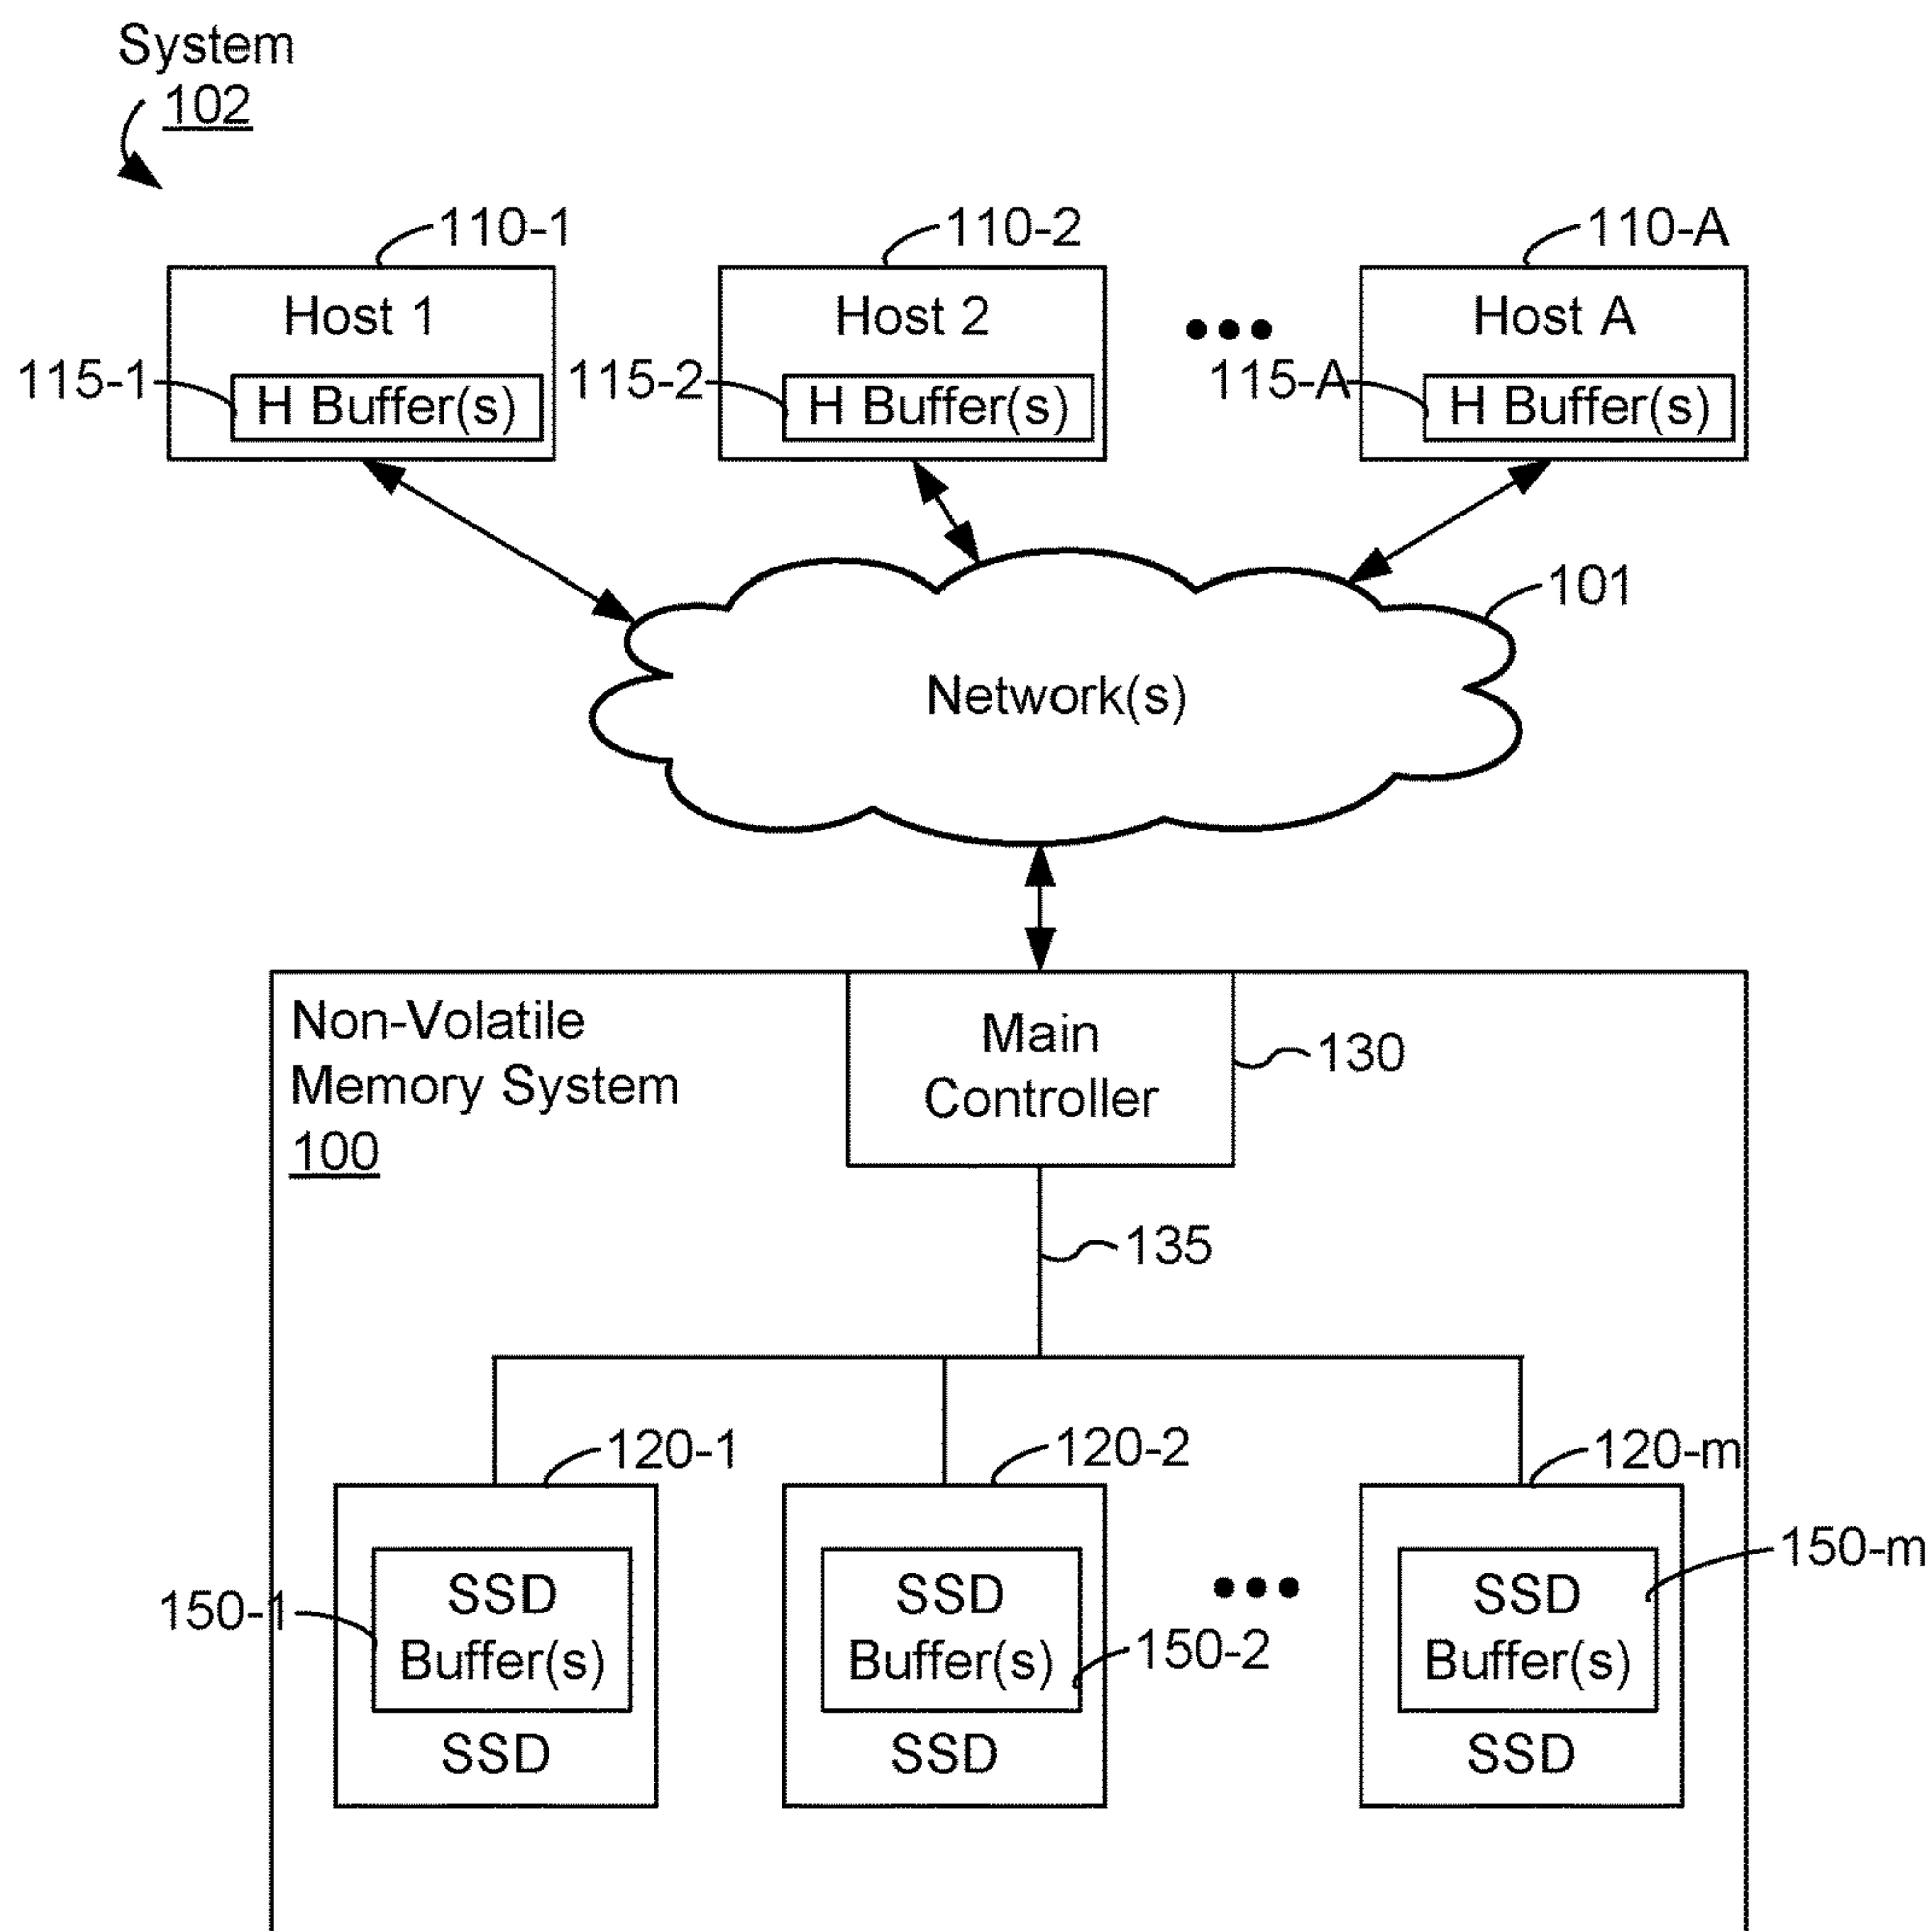 System
102
110-1
110-2
110-A
Host 1
Host 2
Host A
115-1
H Buffer(s)
115-2
H Buffer(s)
115-A
H Buffer(s)
101
Network(s)
Non-Volatile
Memory System
100
Main
Controller
130
135
120-1
120-2
120-m
150-1
SSD
Buffer(s)
SSD
SSD
Buffer(s)
150-2
SSD
SSD
Buffer(s)
150-m
SSD